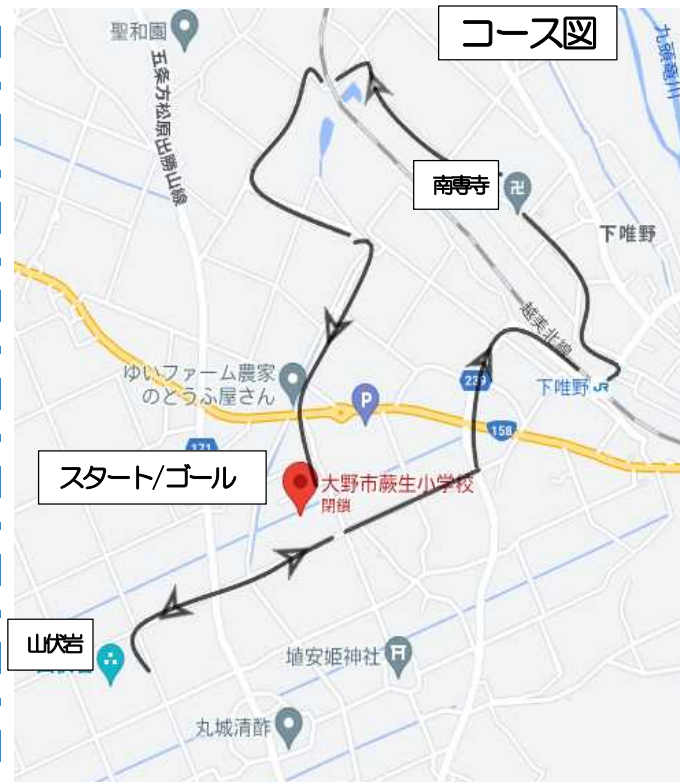 コース図
聖和園
五条方松原出勝山線
九頭竜川
南専寺
下唯野
越美北線
ゆいファーム農家
のとうふ屋さん
P
239
下唯野 JR
158
171
スタート/ゴール
大野市蕨生小学校
閉鎖
山伏岩
埴安姫神社
丸城清酢